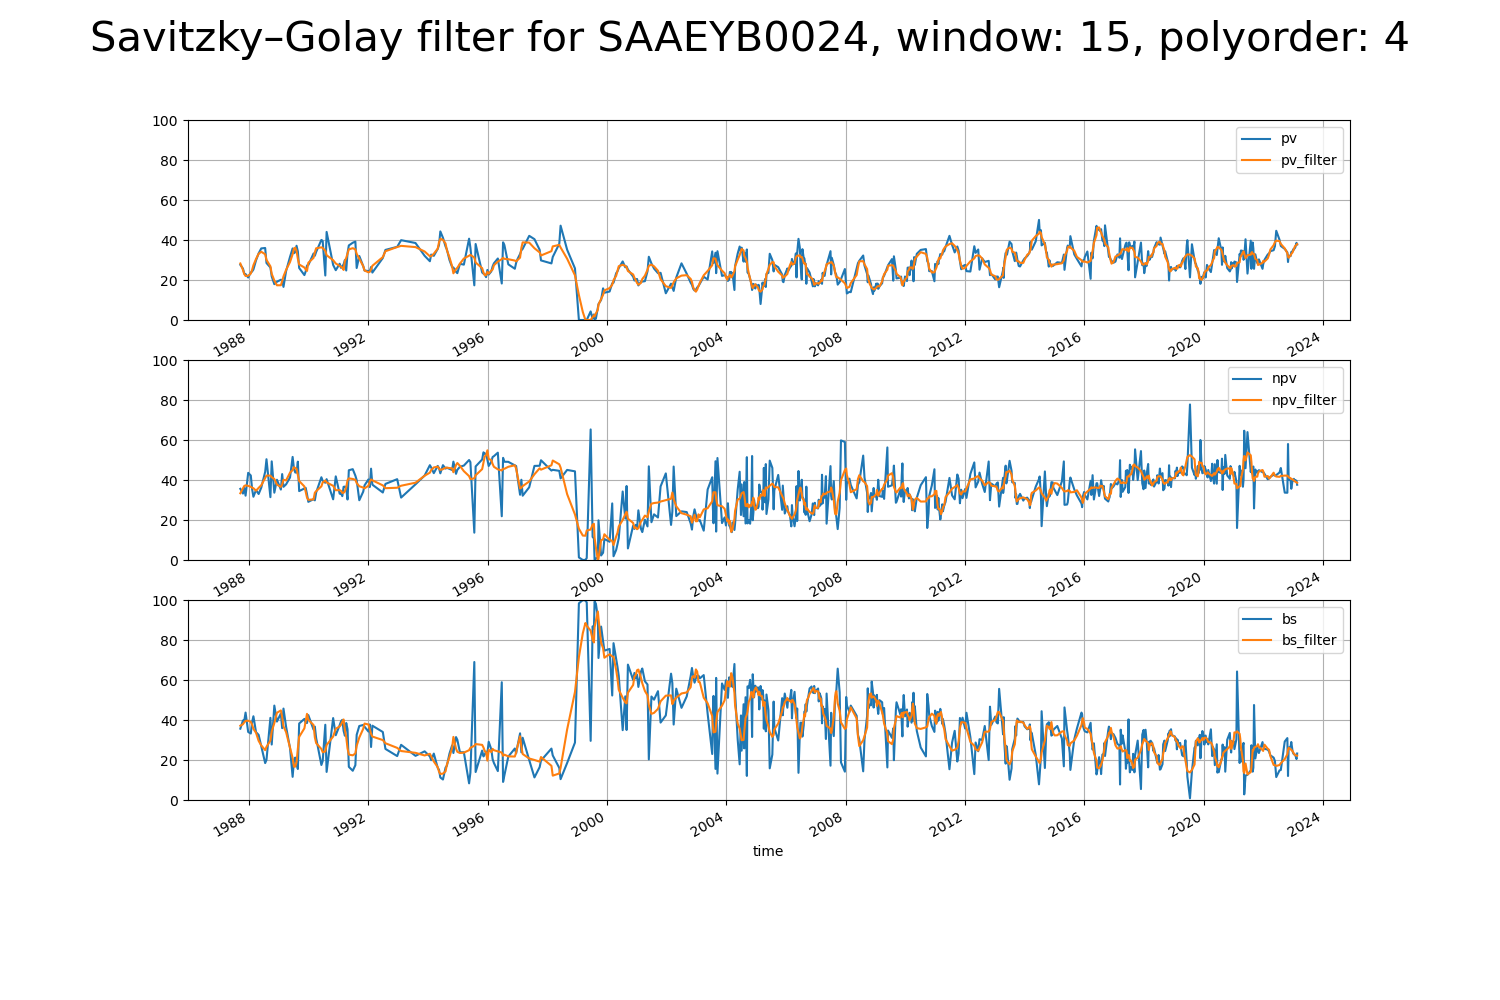 Savitzky–Golay filter for SAAEYB0024, window: 15, polyorder: 4
100
80
60
40
20
0
pv
pv_filter
1988 1992 1996 2000 2004 2008 2012 2016 2020 2024
100
80
60
40
20
0
npv
npv_filter
1988 1992 1996 2000 2004 2008 2012 2016 2020 2024
100
80
60
40
20
0
bs
bs_filter
1988 1992 1996 2000 2004 2008 2012 2016 2020 2024
time